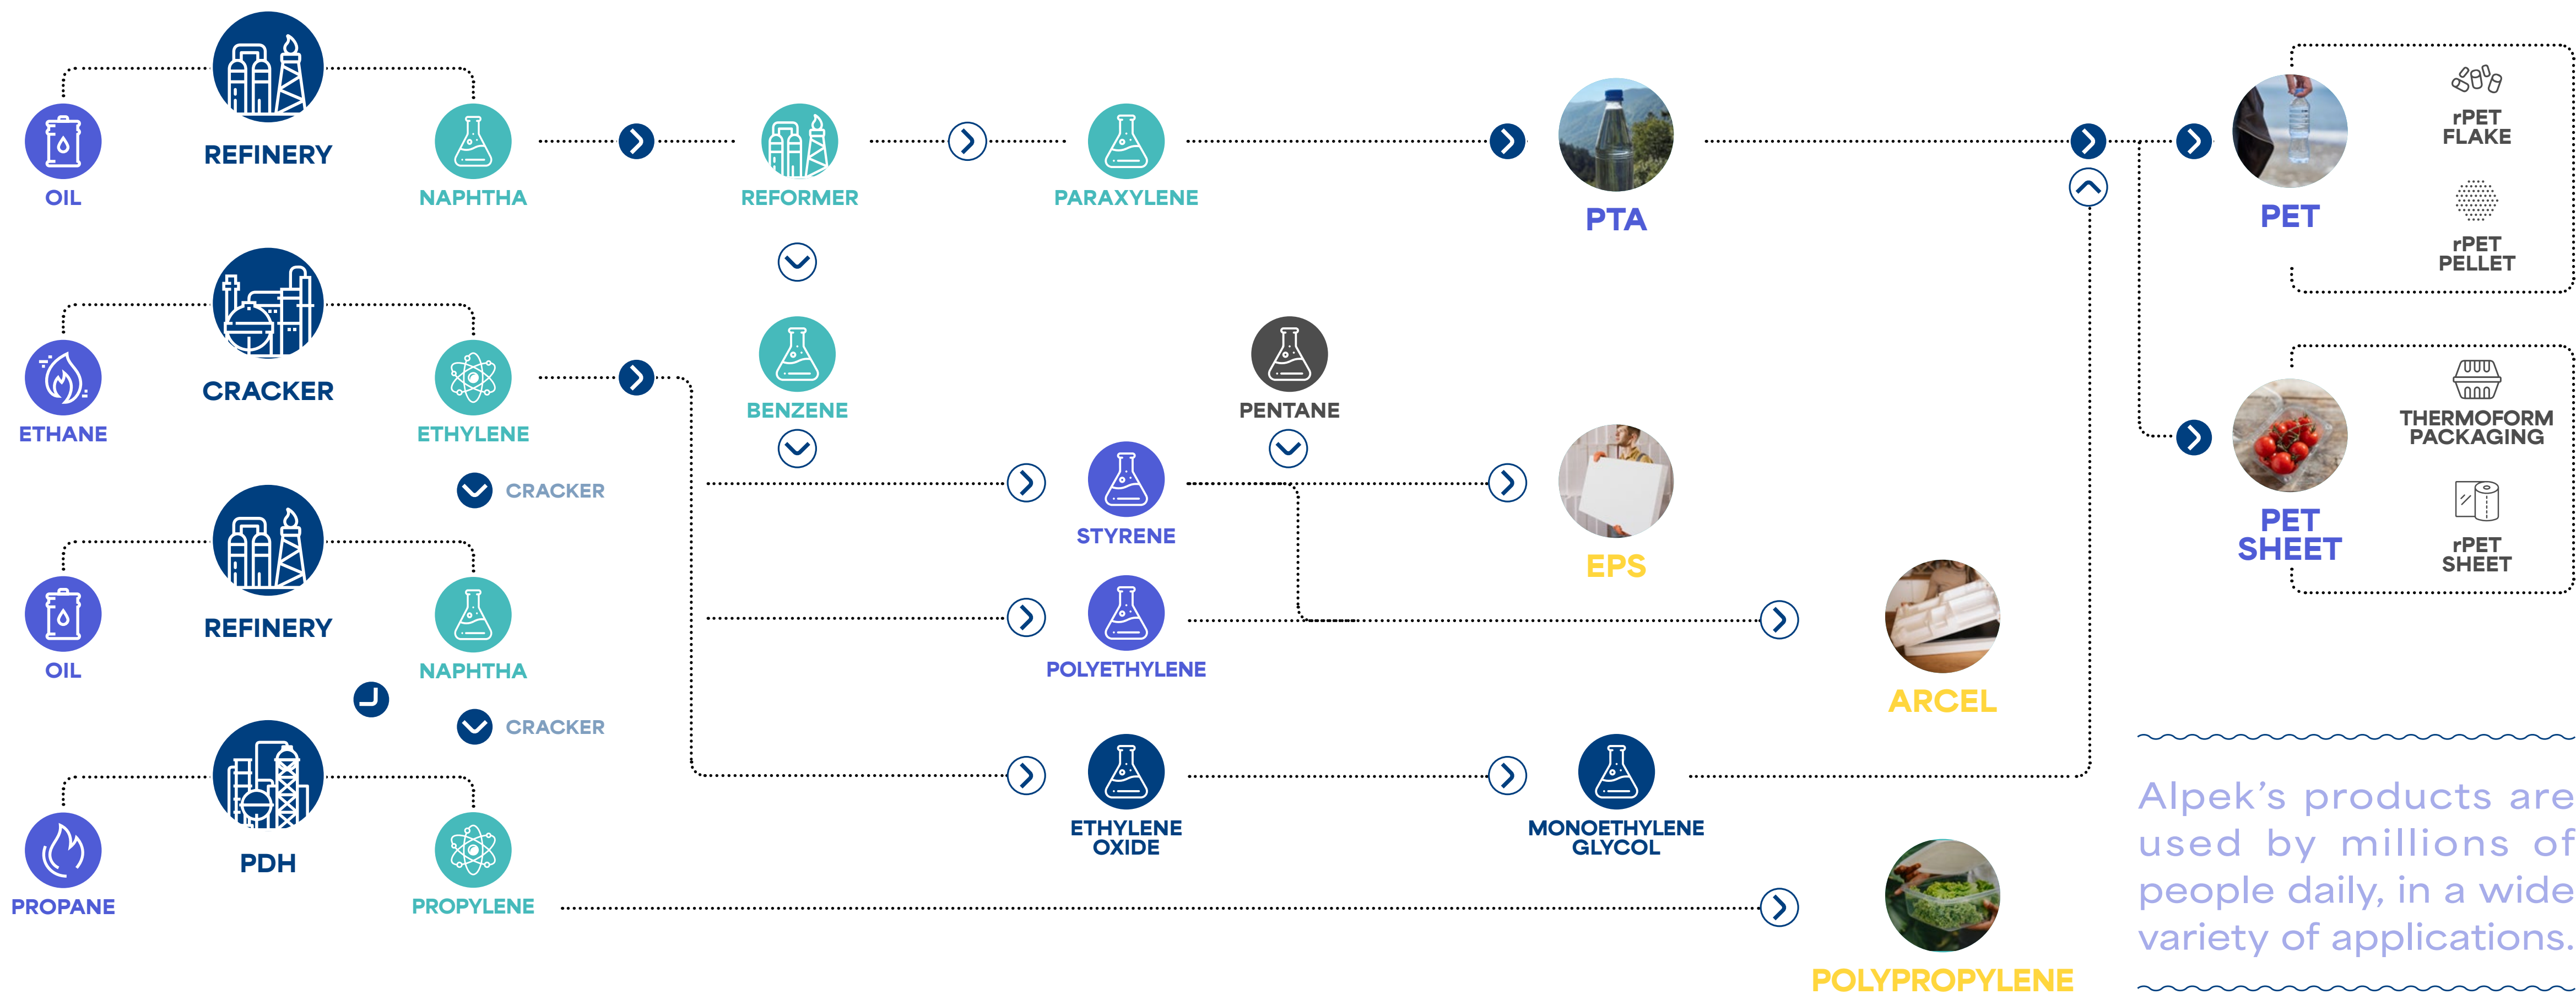 REFINERY
OIL
NAPHTHA
REFORMER
PARAXYLENE
PTA
PET
rPET
FLAKE
rPET
PELLET
CRACKER
ETHANE
ETHYLENE
BENZENE
PENTANE
CRACKER
STYRENE
EPS
THERMOFORM
PACKAGING
PET
SHEET
rPET
SHEET
REFINERY
OIL
NAPHTHA
POLYETHYLENE
ARCEL
CRACKER
PDH
PROPANE
PROPYLENE
ETHYLENE
OXIDE
MONOETHYLENE
GLYCOL
POLYPROPYLENE
Alpek’s products are
used by millions of
people daily, in a wide
variety of applications.